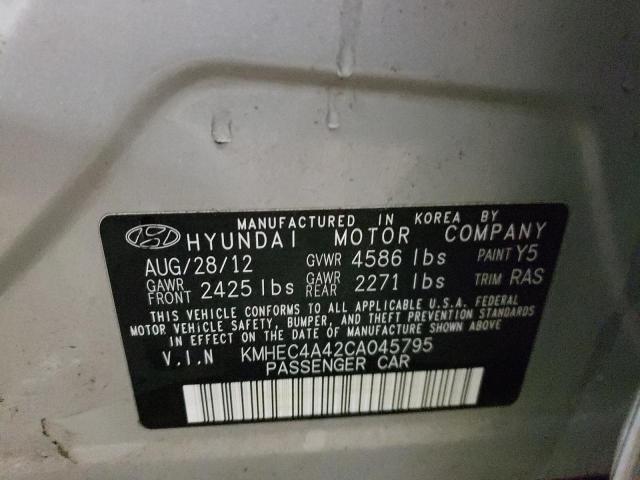 MANUFACTURED IN KOREA BY
HYUNDAI MOTOR COMPANY
AUG/28/12 GVWR 4586 lbs PAINT Y5
GAWR FRONT 2425 lbs GAWR REAR 2271 lbs TRIM RAS
THIS VEHICLE CONFORMS TO ALL APPLICABLE U.S.A. FEDERAL
MOTOR VEHICLE SAFETY, BUMPER, AND THEFT PREVENTION STANDARDS
IN EFFECT ON THE DATE OF MANUFACTURE SHOWN ABOVE.
V.I.N KMHEC4A42CA045795
PASSENGER CAR